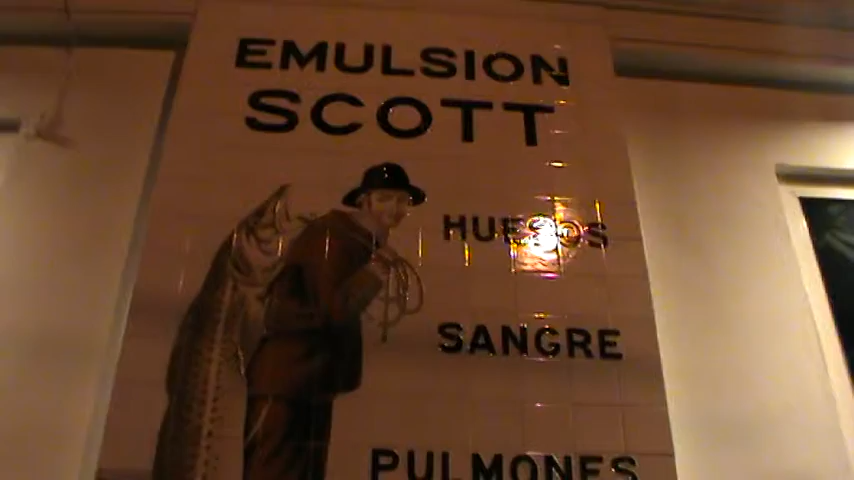 EMULSION
SCOTT
HUESOS
SANGRE
PULMONES